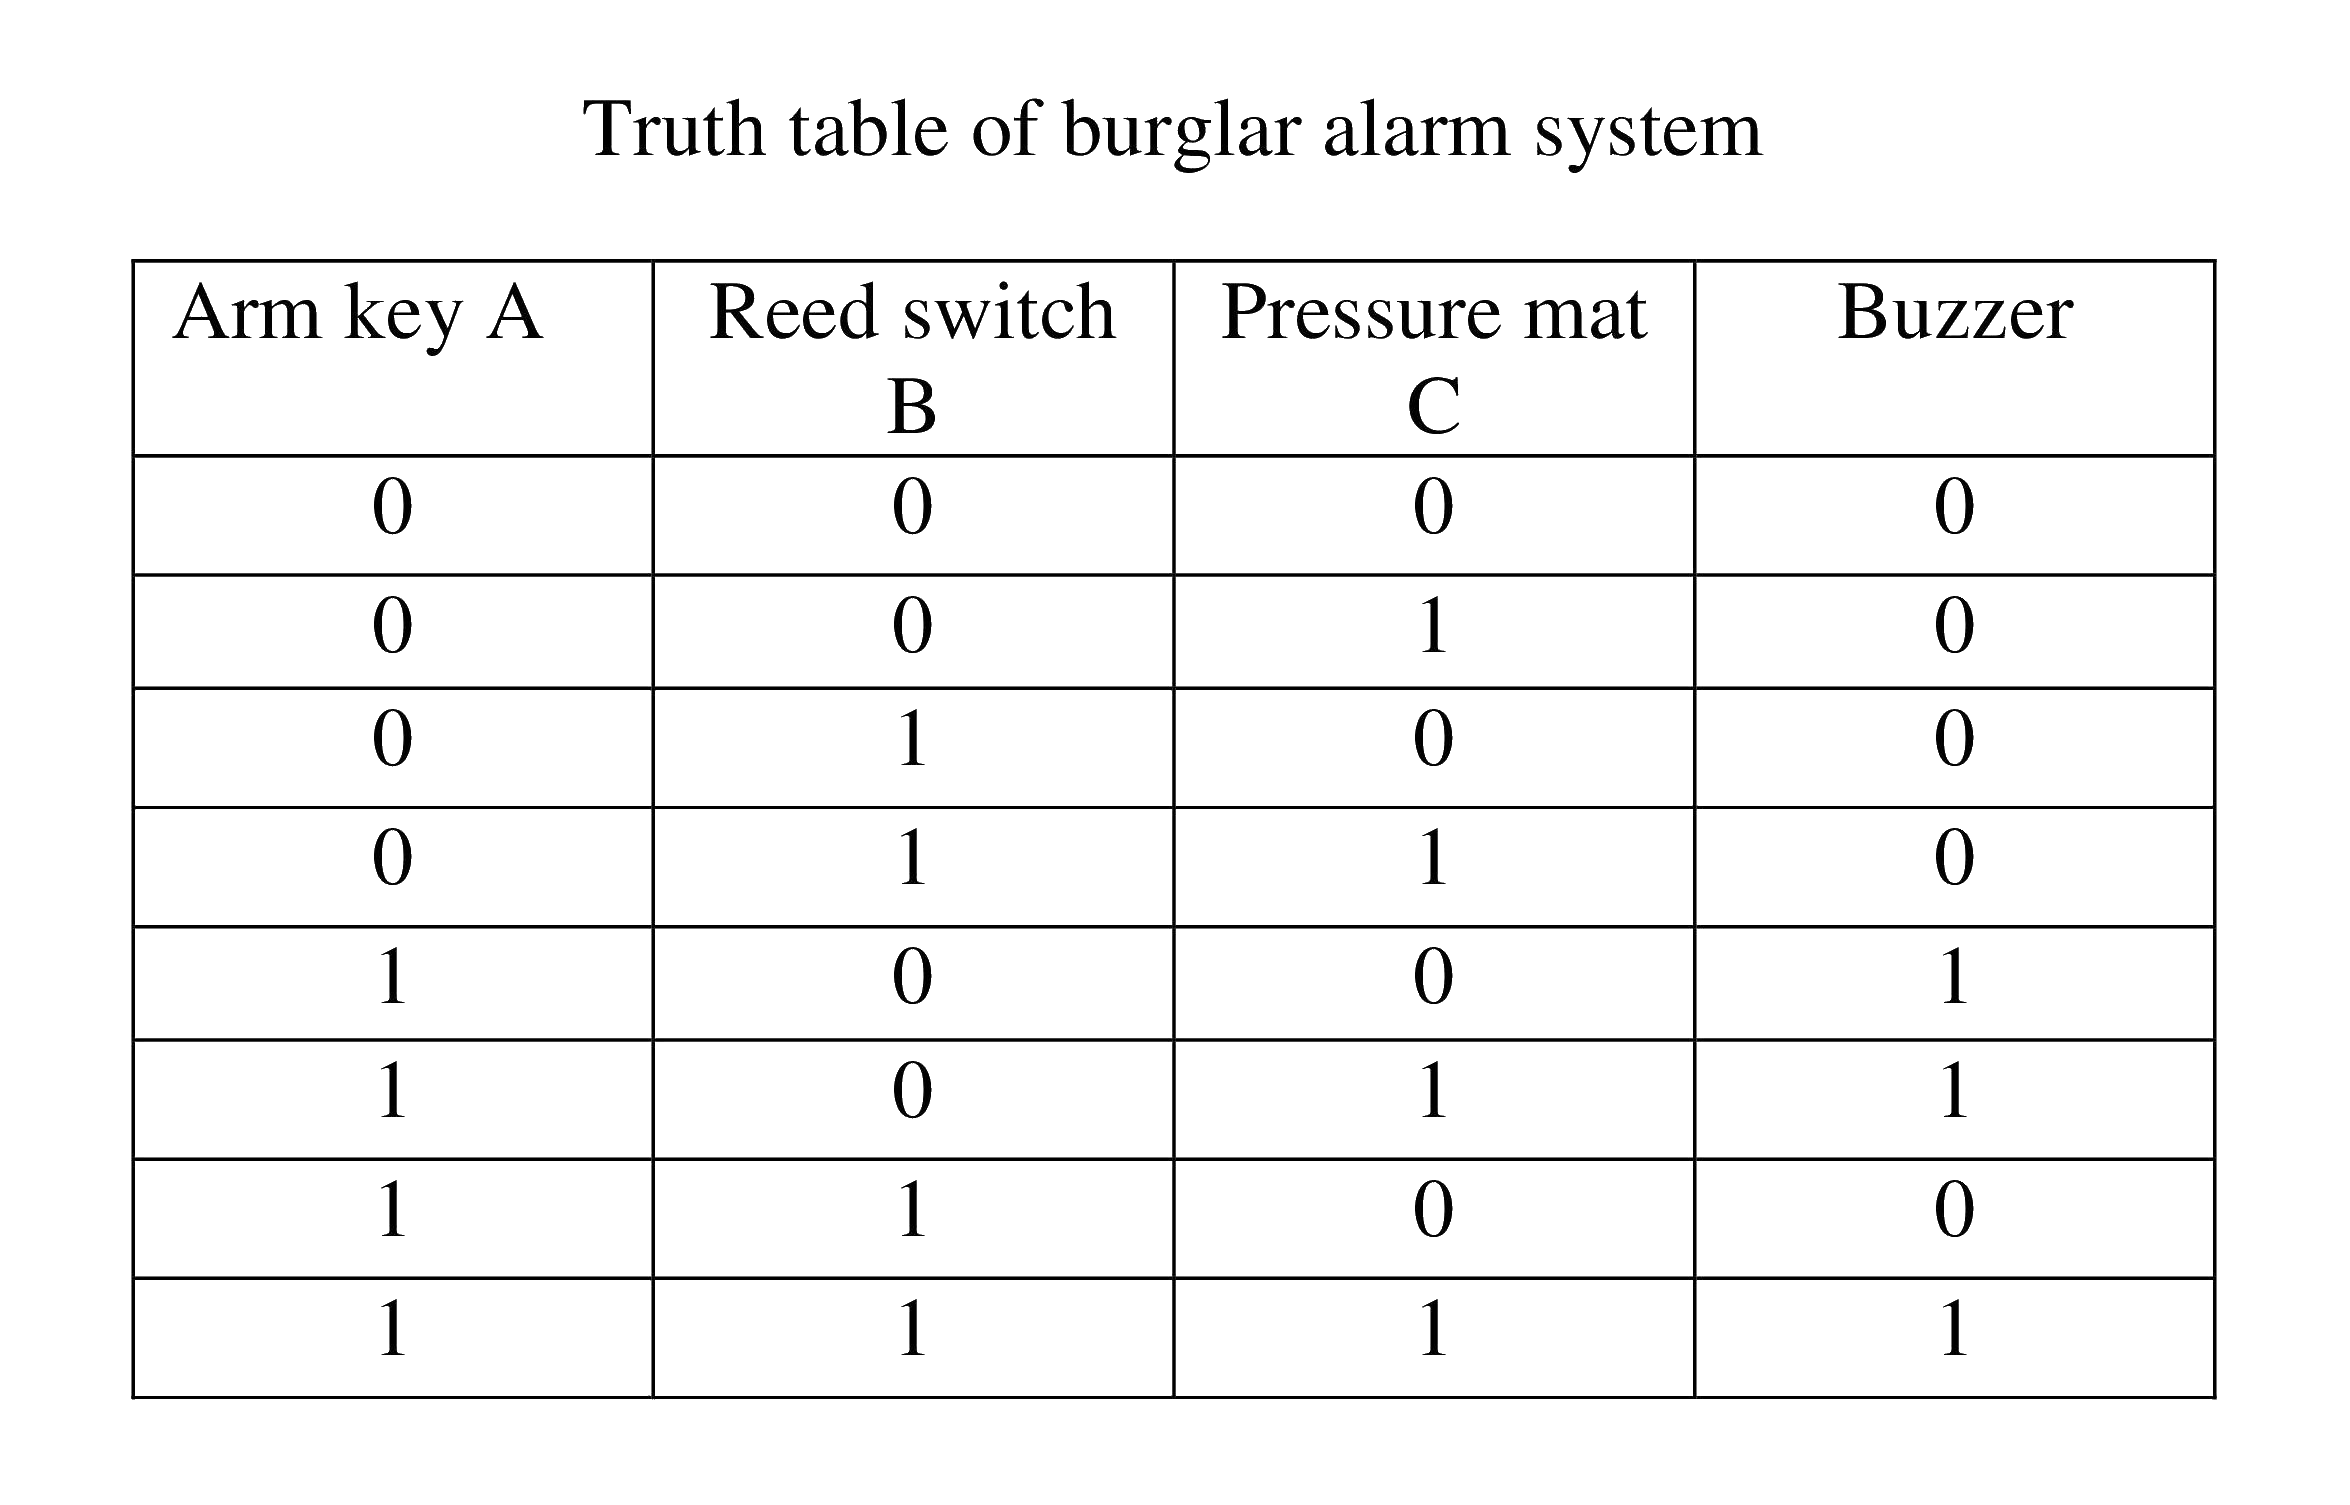 Truth table of burglar alarm system
Arm key A Reed switch B Pressure mat C Buzzer
0 0 0 0
0 0 1 0
0 1 0 0
0 1 1 0
1 0 0 1
1 0 1 1
1 1 0 0
1 1 1 1